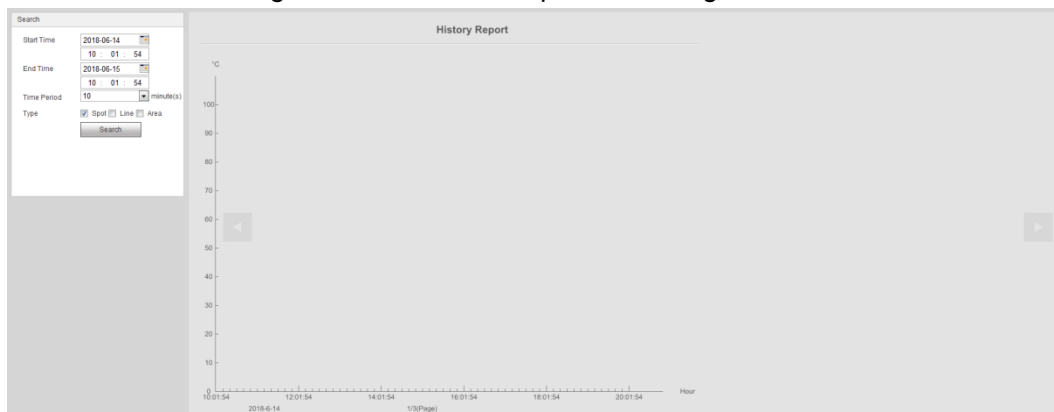 Search
Start Time 2018-06-14
10 : 01 : 54
End Time 2018-06-15
10 : 01 : 54
Time Period 10 minute(s)
Type Spot Line Area
Search
History Report
°C
100
90
80
70
60
50
40
30
20
10
0
10:01:54 12:01:54 14:01:54 16:01:54 18:01:54 20:01:54 Hour
2018-6-14 1/3(Page)